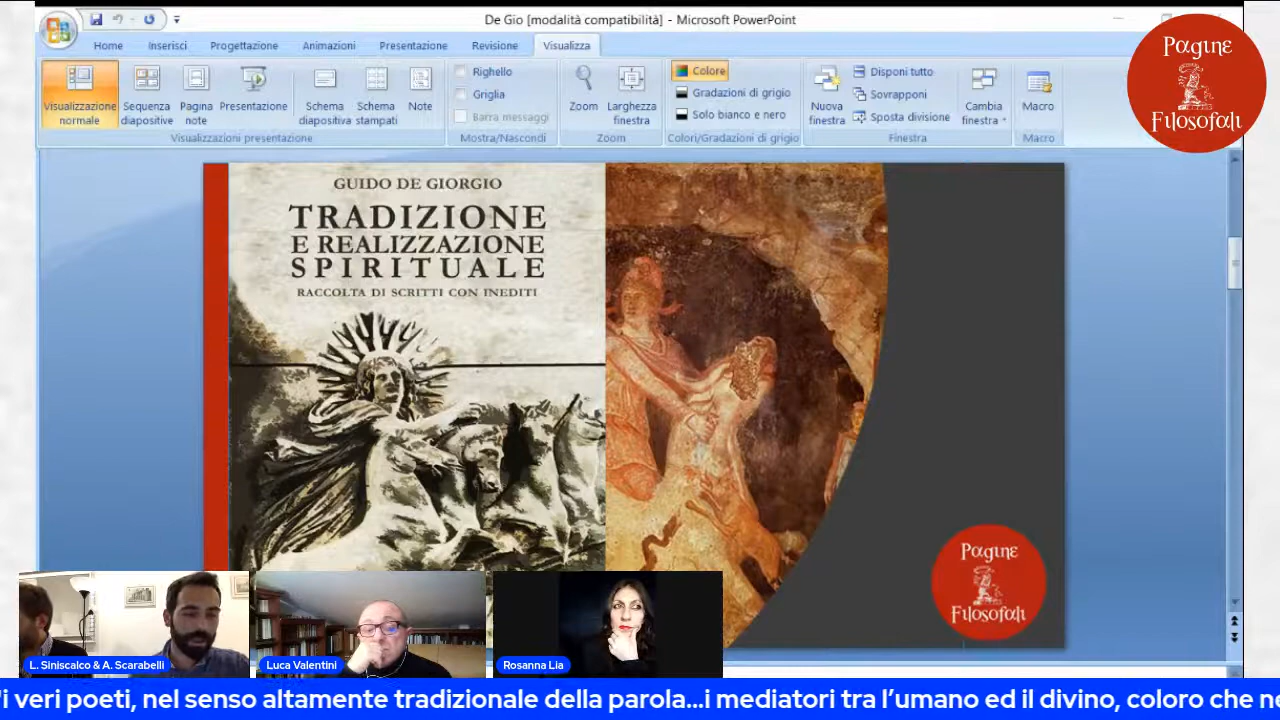 De Gio [modalità compatibilità] - Microsoft PowerPoint
Home Inserisci Progettazione Animazioni Presentazione Revisione Visualizza
Visualizzazione normale
Sequenza diapositive
Pagina note
Presentazione
Schema diapositiva
Schema stampati
Note
Visualizzazioni presentazione
Righello
Griglia
Barra messaggi
Mostra/Nascondi
Zoom
Larghezza finestra
Zoom
Colore
Gradazioni di grigio
Solo bianco e nero
Colori/Gradazioni di grigio
Nuova finestra
Disponi tutto
Sovrapponi
Sposta divisione
Cambia finestra
Finestra
Macro
Macro
Pagine
Filosofali
GUIDO DE GIORGIO
TRADIZIONE
E REALIZZAZIONE
SPIRITUALE
RACCOLTA DI SCRITTI CON INEDITI
Pagine
Filosofali
L. Siniscalco & A. Scarabelli
Luca Valentini
Rosanna Lia
'i veri poeti, nel senso altamente tradizionale della parola...i mediatori tra l'umano ed il divino, coloro che